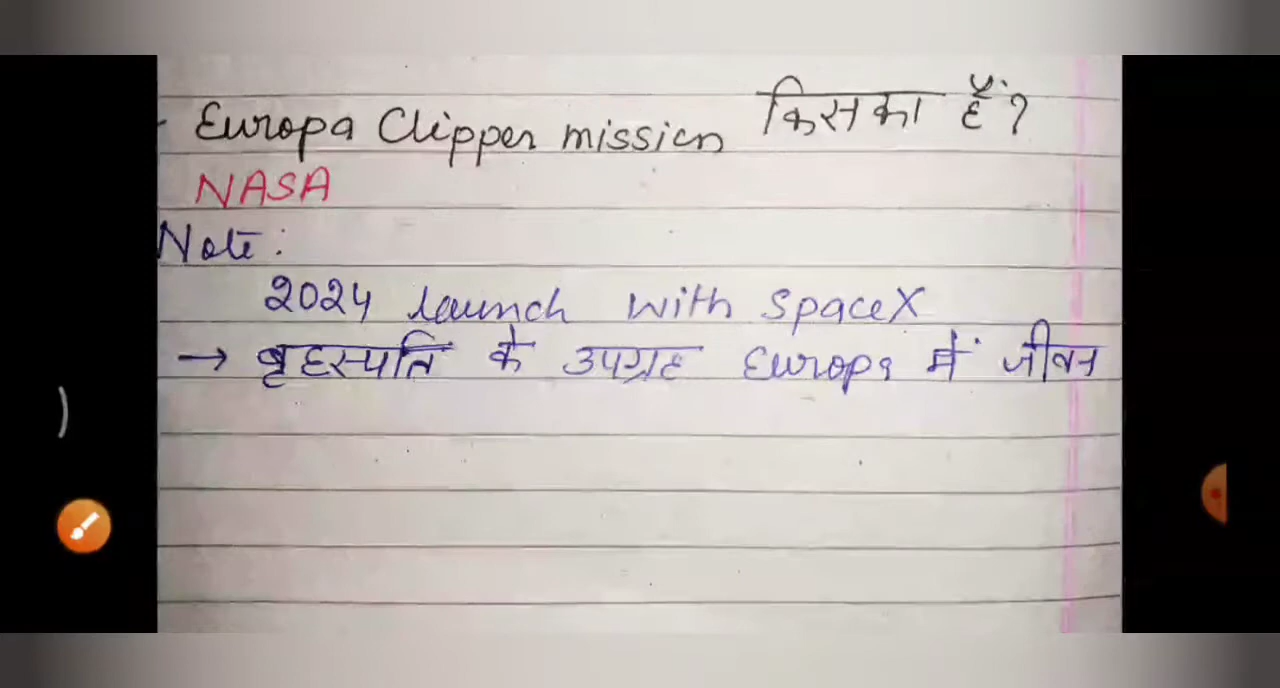 Europa Clipper mission किसका हैं?
NASA
Note:
2024 launch with SpaceX
→ बृहस्पति के उपग्रह Europa में जीवन